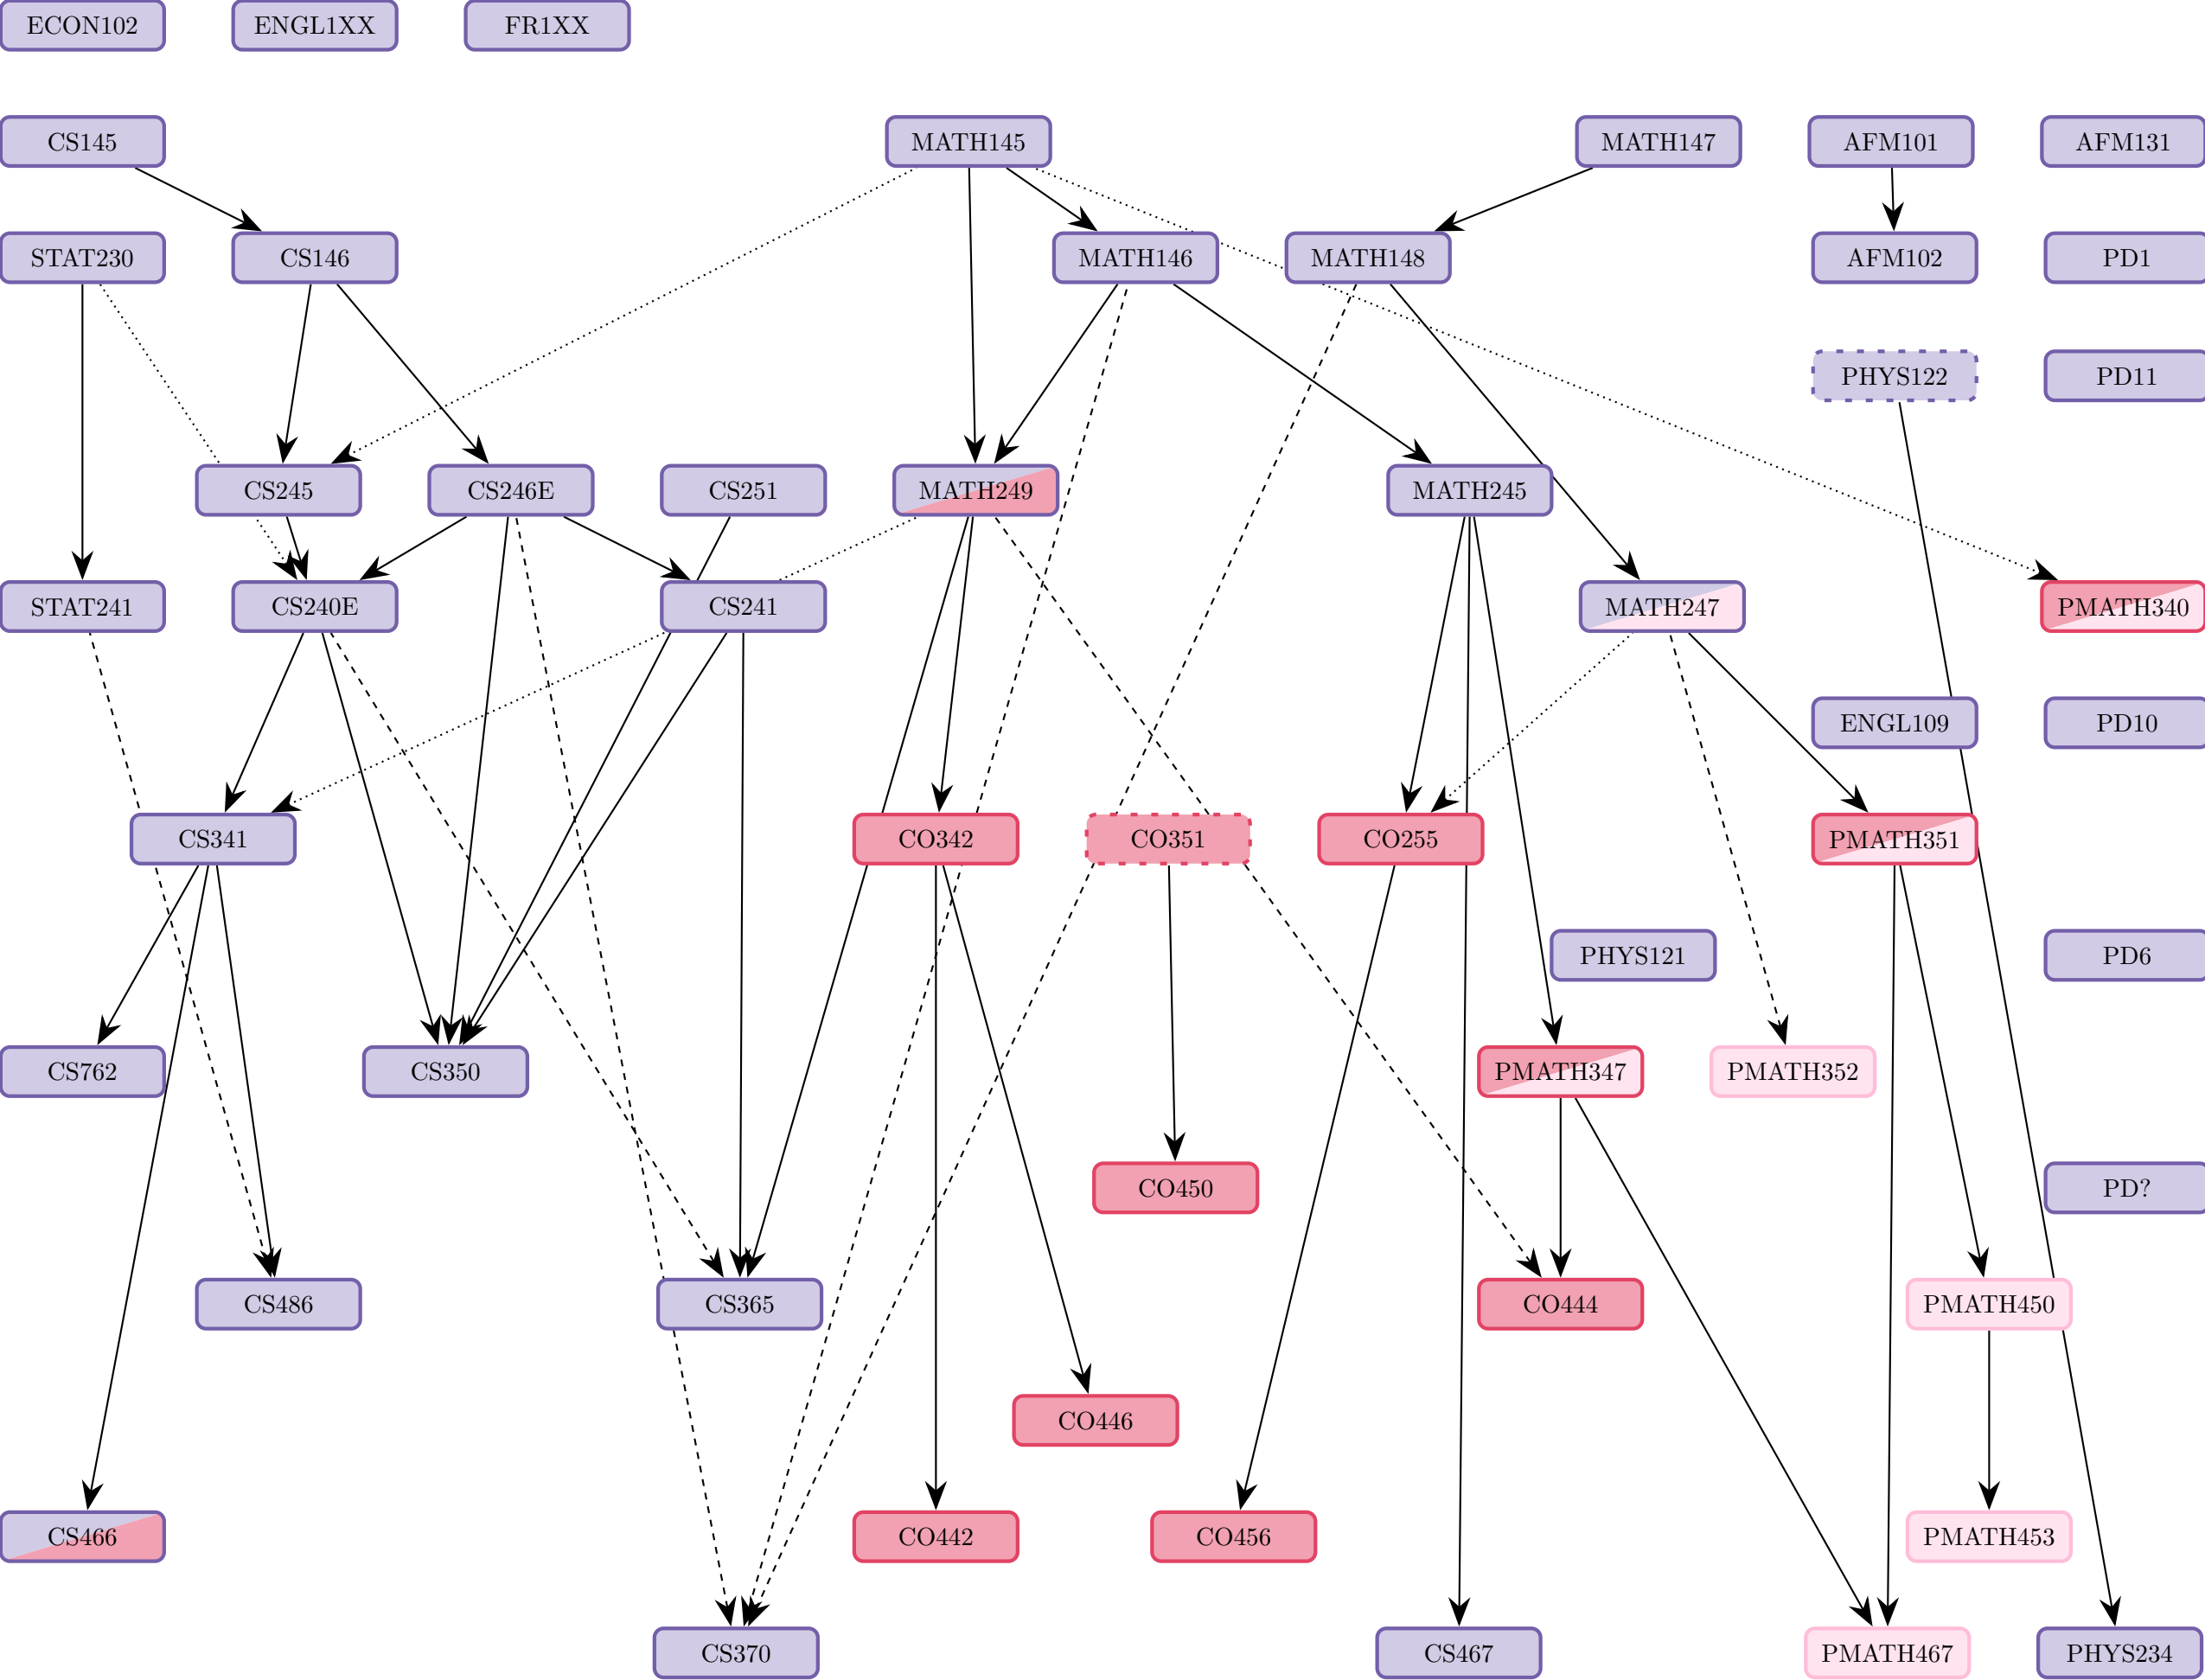 ECON102
ENGL1XX
FR1XX
CS145
MATH145
MATH147
AFM101
AFM131
STAT230
CS146
MATH146
MATH148
AFM102
PD1
PHYS122
PD11
CS245
CS246E
CS251
MATH249
MATH245
STAT241
CS240E
CS241
MATH247
PMATH340
ENGL109
PD10
CS341
CO342
CO351
CO255
PMATH351
PHYS121
PD6
CS762
CS350
PMATH347
PMATH352
CO450
PD?
CS486
CS365
CO444
PMATH450
CO446
CS466
CO442
CO456
PMATH453
CS370
CS467
PMATH467
PHYS234